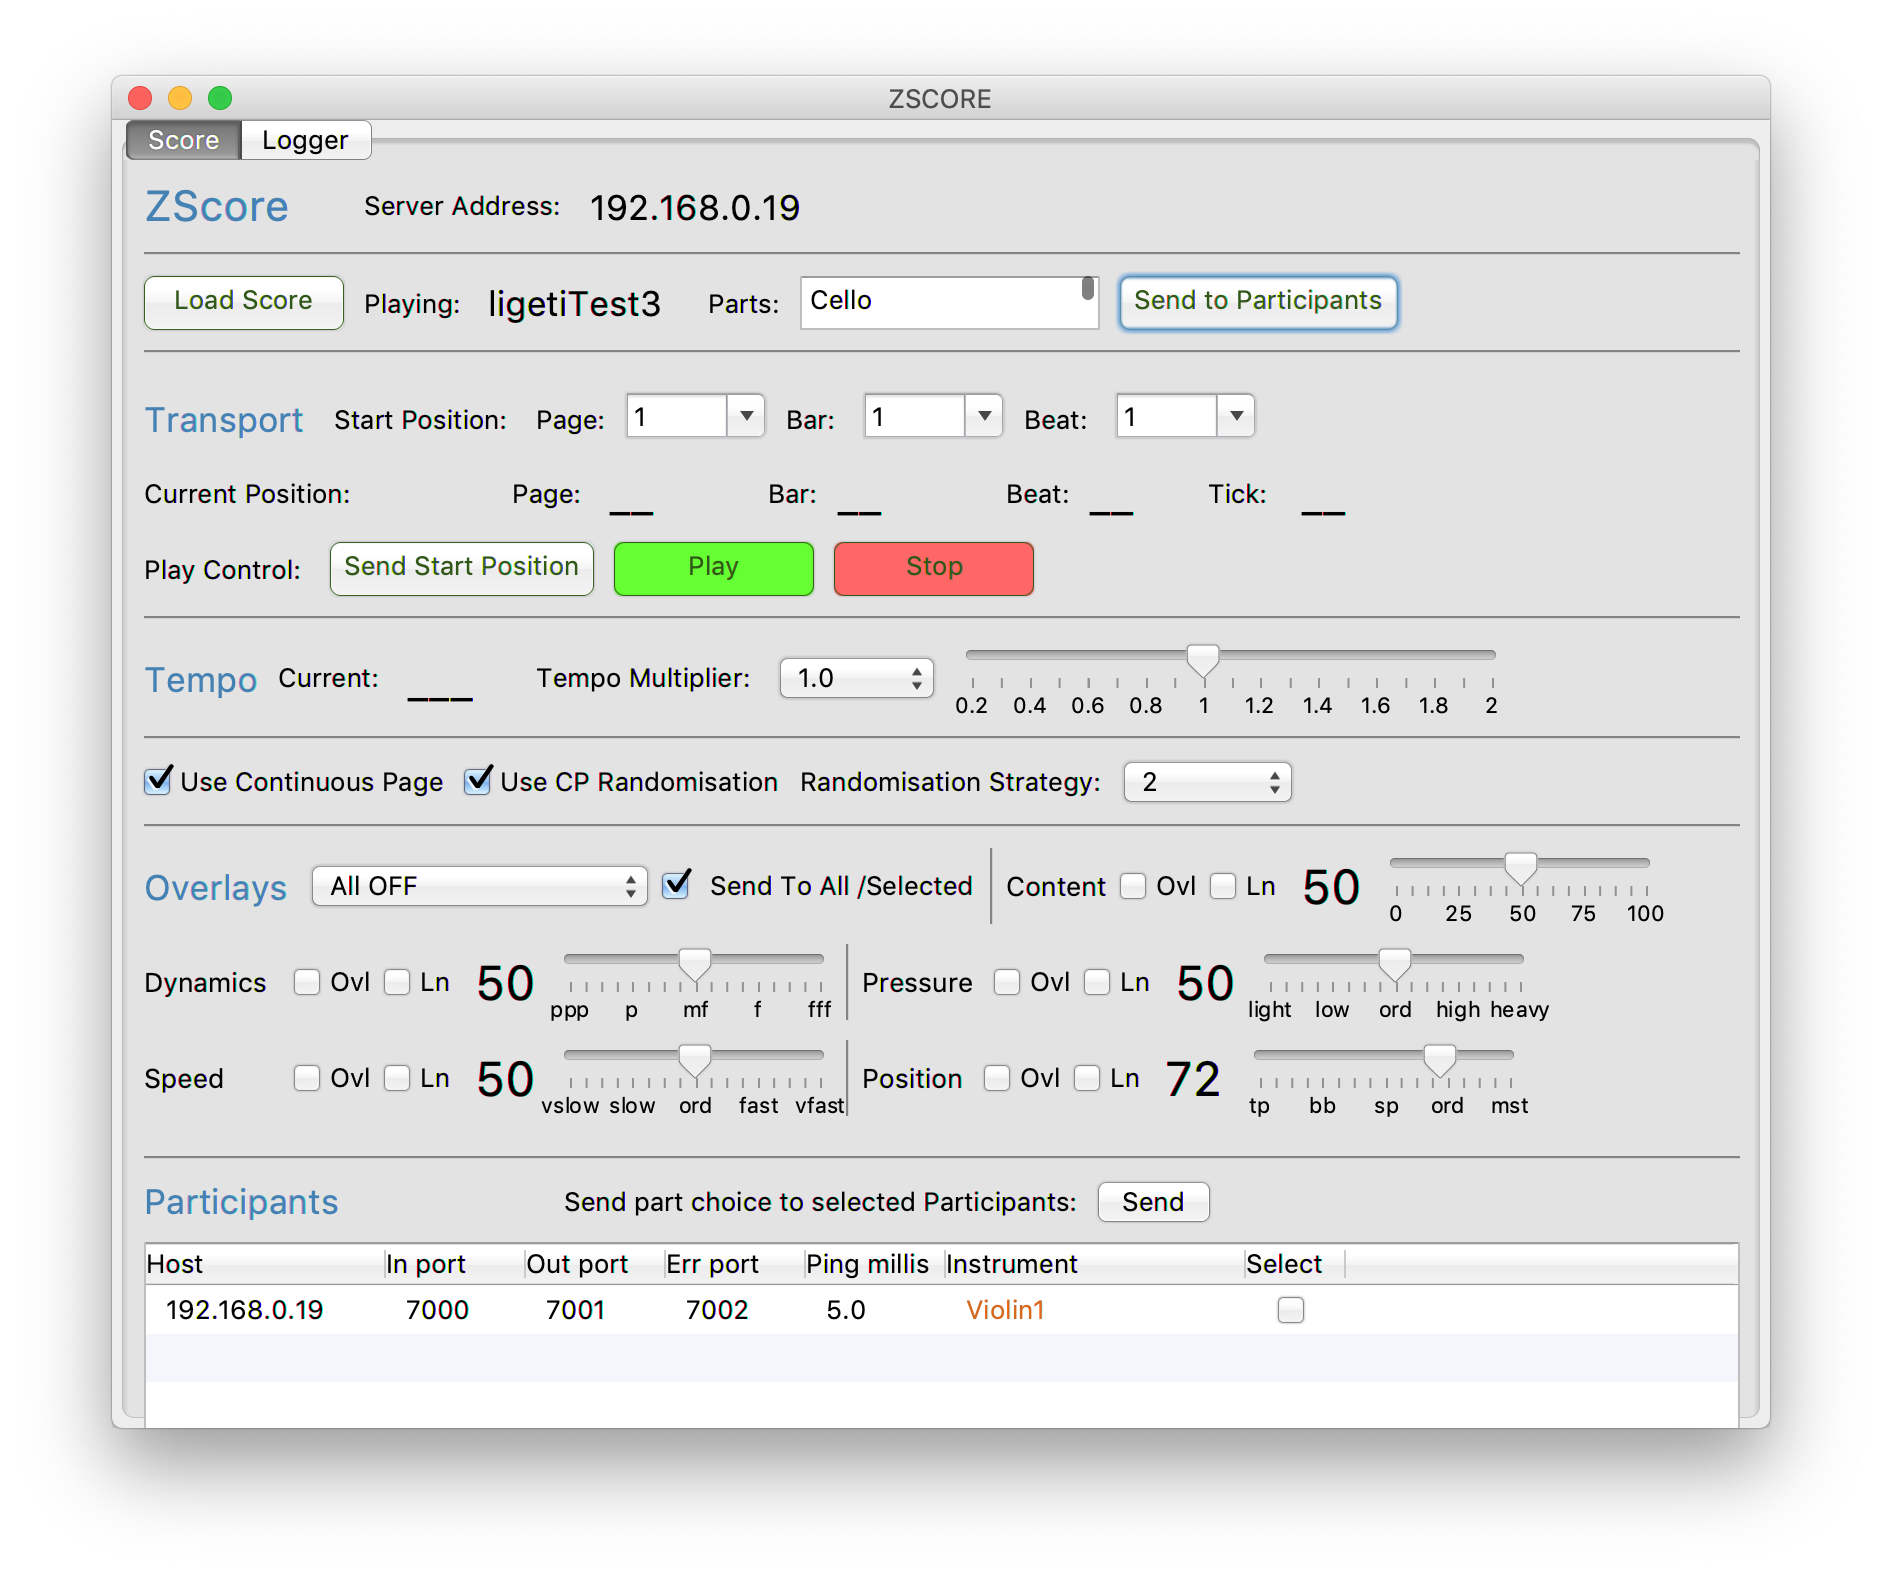 ZSCORE
Score Logger
ZScore Server Address: 192.168.0.19
Load Score Playing: ligetiTest3 Parts: Cello Send to Participants
Transport Start Position: Page: 1 Bar: 1 Beat: 1
Current Position: Page: __ Bar: __ Beat: __ Tick: __
Play Control: Send Start Position Play Stop
Tempo Current: ___ Tempo Multiplier: 1.0
0.2 0.4 0.6 0.8 1 1.2 1.4 1.6 1.8 2
Use Continuous Page Use CP Randomisation Randomisation Strategy: 2
Overlays All OFF Send To All /Selected Content Ovl Ln 50
0 25 50 75 100
Dynamics Ovl Ln 50 Pressure Ovl Ln 50
ppp p mf f fff light low ord high heavy
Speed Ovl Ln 50 Position Ovl Ln 72
vslow slow ord fast vfast tp bb sp ord mst
Participants Send part choice to selected Participants: Send
Host In port Out port Err port Ping millis Instrument Select
192.168.0.19 7000 7001 7002 5.0 Violin1